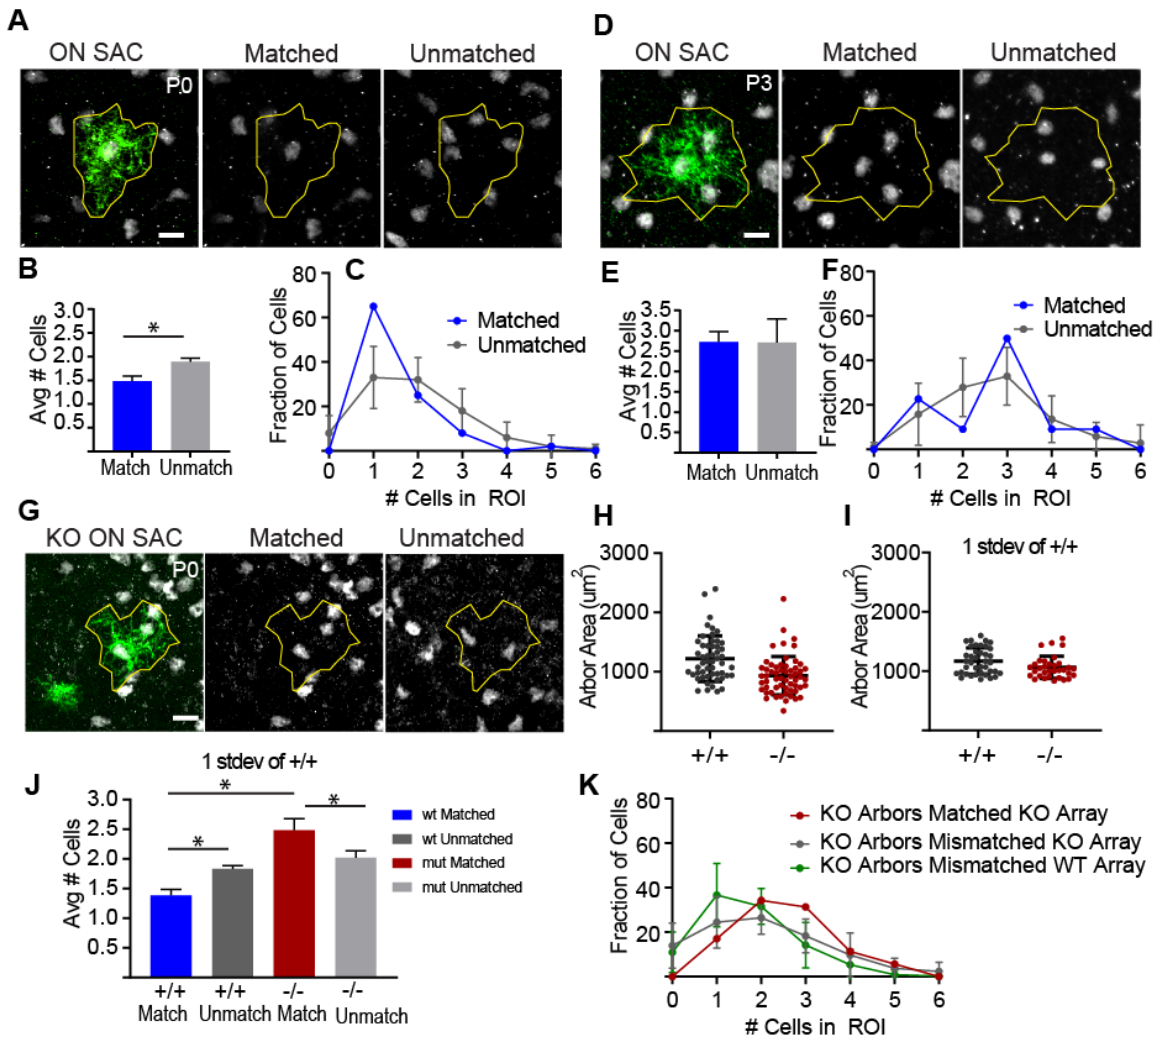 A
ON SAC
Matched
Unmatched
P0
D
ON SAC
Matched
Unmatched
P3
B
Avg # Cells
3.0
2.5
2.0
1.5
1.0
0.5
*
Match
Unmatch
C
Fraction of Cells
80
60
40
20
Matched
Unmatched
0 1 2 3 4 5 6
# Cells in ROI
E
Avg # Cells
3.5
3.0
2.5
2.0
1.5
1.0
0.5
Match
Unmatch
F
Fraction of Cells
80
60
40
20
Matched
Unmatched
0 1 2 3 4 5 6
# Cells in ROI
G
KO ON SAC
Matched
Unmatched
P0
H
Arbor Area (um²)
3000
2000
1000
+/+
-/-
I
1 stdev of +/+
Arbor Area (um²)
3000
2000
1000
+/+
-/-
J
1 stdev of +/+
Avg # Cells
3.0
2.5
2.0
1.5
1.0
0.5
*
*
*
wt Matched
wt Unmatched
mut Matched
mut Unmatched
+/+ +/+ -/- -/-
Match Unmatch Match Unmatch
K
Fraction of Cells
80
60
40
20
KO Arbors Matched KO Array
KO Arbors Mismatched KO Array
KO Arbors Mismatched WT Array
0 1 2 3 4 5 6
# Cells in ROI